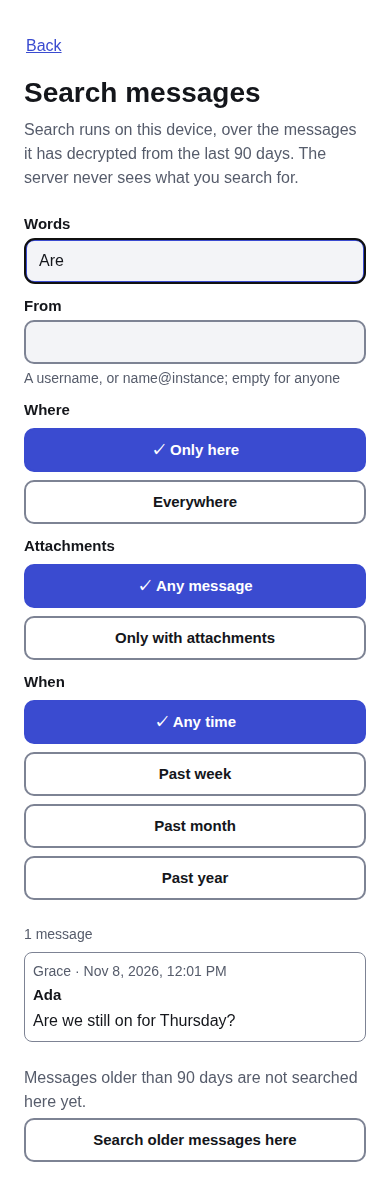 Back
Search messages
Search runs on this device, over the messages
it has decrypted from the last 90 days. The
server never sees what you search for.
Words
Are
From
A username, or name@instance; empty for anyone
Where
✓ Only here
Everywhere
Attachments
✓ Any message
Only with attachments
When
✓ Any time
Past week
Past month
Past year
1 message
Grace · Nov 8, 2026, 12:01 PM
Ada
Are we still on for Thursday?
Messages older than 90 days are not searched
here yet.
Search older messages here